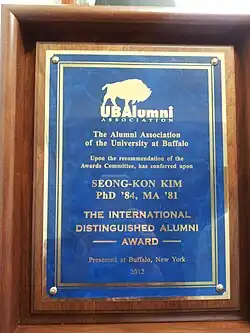 UBAlumni
ASSOCIATION
The Alumni Association
of the University at Buffalo
Upon the recommendation of the
Awards Committee, has conferred upon
SEONG-KON KIM
PhD '84, MA '81
THE INTERNATIONAL
DISTINGUISHED ALUMNI
AWARD
Presented at Buffalo, New York
2012